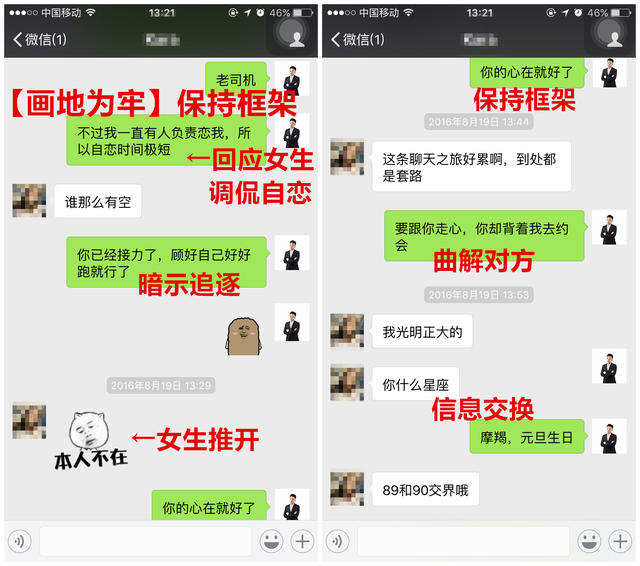 中国移动
13:21
46%
微信(1)
老司机
【画地为牢】保持框架
不过我一直有人负责恋我，所
以自恋时间极短
←回应女生
调侃自恋
谁那么有空
你已经接力了，顾好自己好好
跑就行了
暗示追逐
2016年8月19日 13:29
本人不在
←女生推开
你的心在就好了
中国移动
13:21
46%
微信(1)
你的心在就好了
保持框架
2016年8月19日 13:44
这条聊天之旅好累啊，到处都
是套路
要跟你走心，你却背着我去约
会
曲解对方
2016年8月19日 13:53
我光明正大的
你什么星座
信息交换
摩羯，元旦生日
89和90交界哦